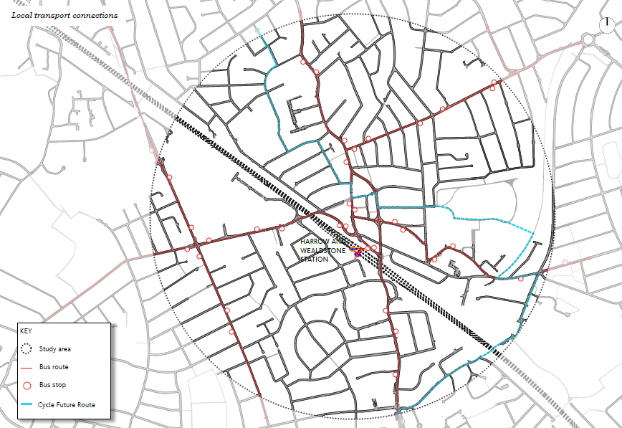 Local transport connections
HARROW AND
WEALDSTONE
STATION
KEY
Study area
Bus route
Bus stop
Cycle Future Route